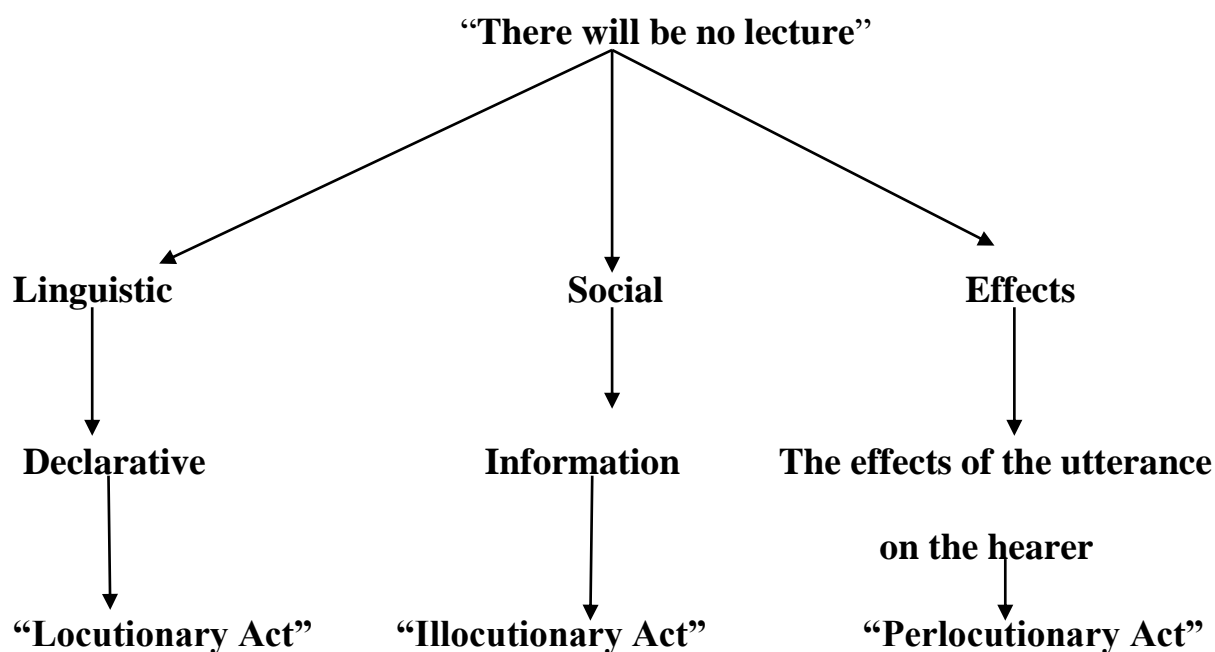 “There will be no lecture”
Linguistic Social Effects
Declarative Information The effects of the utterance
on the hearer
“Locutionary Act” “Illocutionary Act” “Perlocutionary Act”